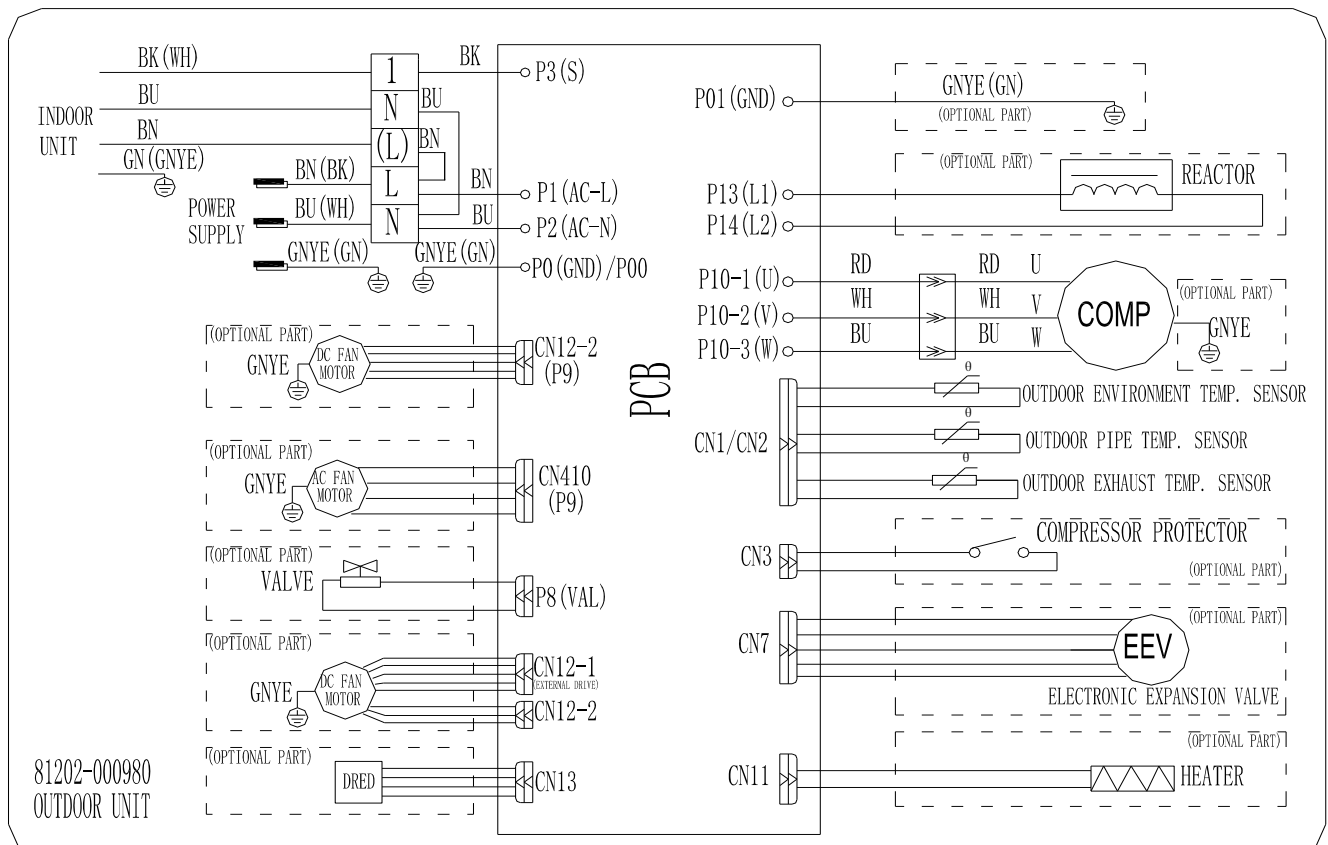 BK(WH)
BU
INDOOR
UNIT
BN
GN(GNYE)
1
N
(L)
L
N
BK
BU
BN
BN
BU
POWER
SUPPLY
BN(BK)
BU(WH)
GNYE(GN)
GNYE(GN)
P3(S)
P1(AC-L)
P2(AC-N)
P0(GND)/P00
(OPTIONAL PART)
GNYE
DC FAN
MOTOR
CN12-2
(P9)
(OPTIONAL PART)
GNYE
AC FAN
MOTOR
CN410
(P9)
(OPTIONAL PART)
VALVE
P8(VAL)
(OPTIONAL PART)
GNYE
DC FAN
MOTOR
CN12-1
(EXTERNAL DRIVE)
CN12-2
(OPTIONAL PART)
DRED
CN13
81202-000980
OUTDOOR UNIT
PCB
P01(GND)
GNYE(GN)
(OPTIONAL PART)
P13(L1)
P14(L2)
(OPTIONAL PART)
REACTOR
P10-1(U)
P10-2(V)
P10-3(W)
RD
WH
BU
RD
WH
BU
U
V
W
COMP
(OPTIONAL PART)
GNYE
CN1/CN2
θ
OUTDOOR ENVIRONMENT TEMP. SENSOR
θ
OUTDOOR PIPE TEMP. SENSOR
θ
OUTDOOR EXHAUST TEMP. SENSOR
CN3
COMPRESSOR PROTECTOR
(OPTIONAL PART)
CN7
(OPTIONAL PART)
EEV
ELECTRONIC EXPANSION VALVE
CN11
(OPTIONAL PART)
HEATER